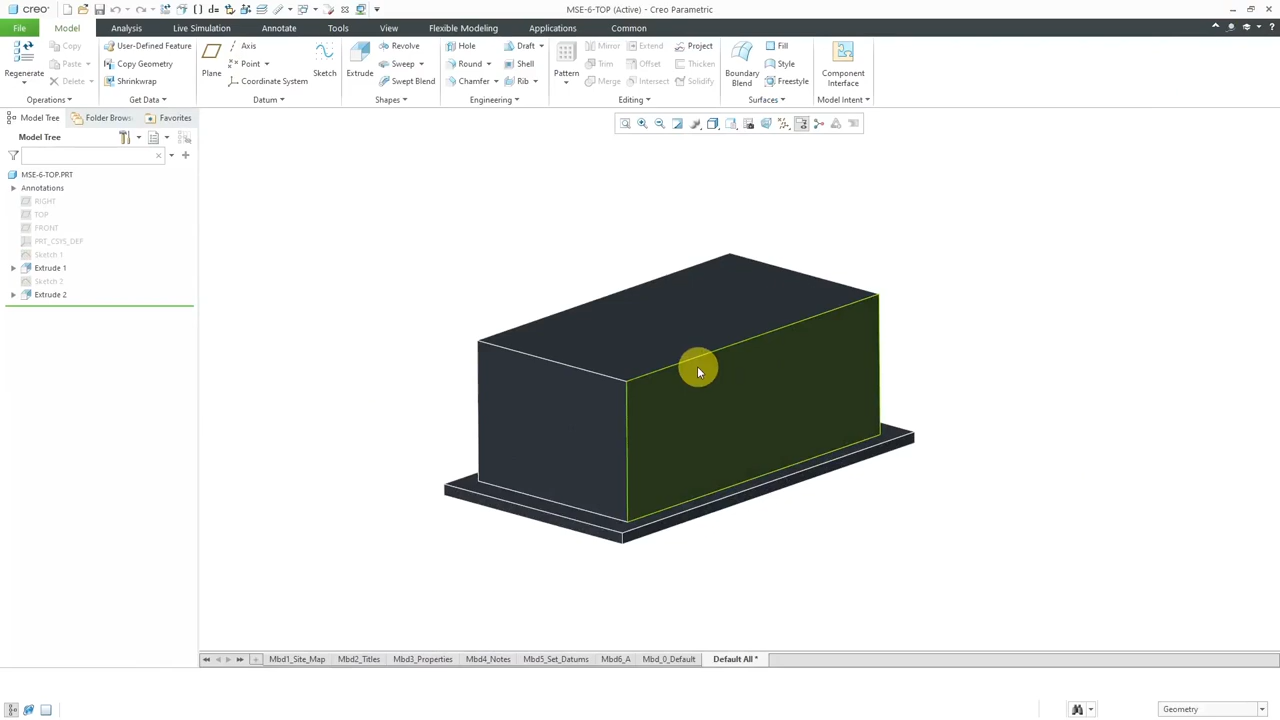 creo
MSE-6-TOP (Active) - Creo Parametric
File Model Analysis Live Simulation Annotate Tools View Flexible Modeling Applications Common
Regenerate
Copy
Paste
Delete
Operations
User-Defined Feature
Copy Geometry
Shrinkwrap
Get Data
Plane
Axis
Point
Coordinate System
Sketch
Datum
Extrude
Revolve
Sweep
Swept Blend
Shapes
Hole
Round
Chamfer
Draft
Shell
Rib
Engineering
Pattern
Mirror
Trim
Merge
Extend
Offset
Intersect
Project
Thicken
Solidify
Editing
Boundary
Blend
Fill
Style
Freestyle
Surfaces
Component
Interface
Model Intent
Model Tree Folder Brows Favorites
Model Tree
MSE-6-TOP.PRT
Annotations
RIGHT
TOP
FRONT
PRT_CSYS_DEF
Sketch 1
Extrude 1
Sketch 2
Extrude 2
Mbd1_Site_Map Mbd2_Titles Mbd3_Properties Mbd4_Notes Mbd5_Set_Datums Mbd6_A Mbd_0_Default Default All *
Geometry